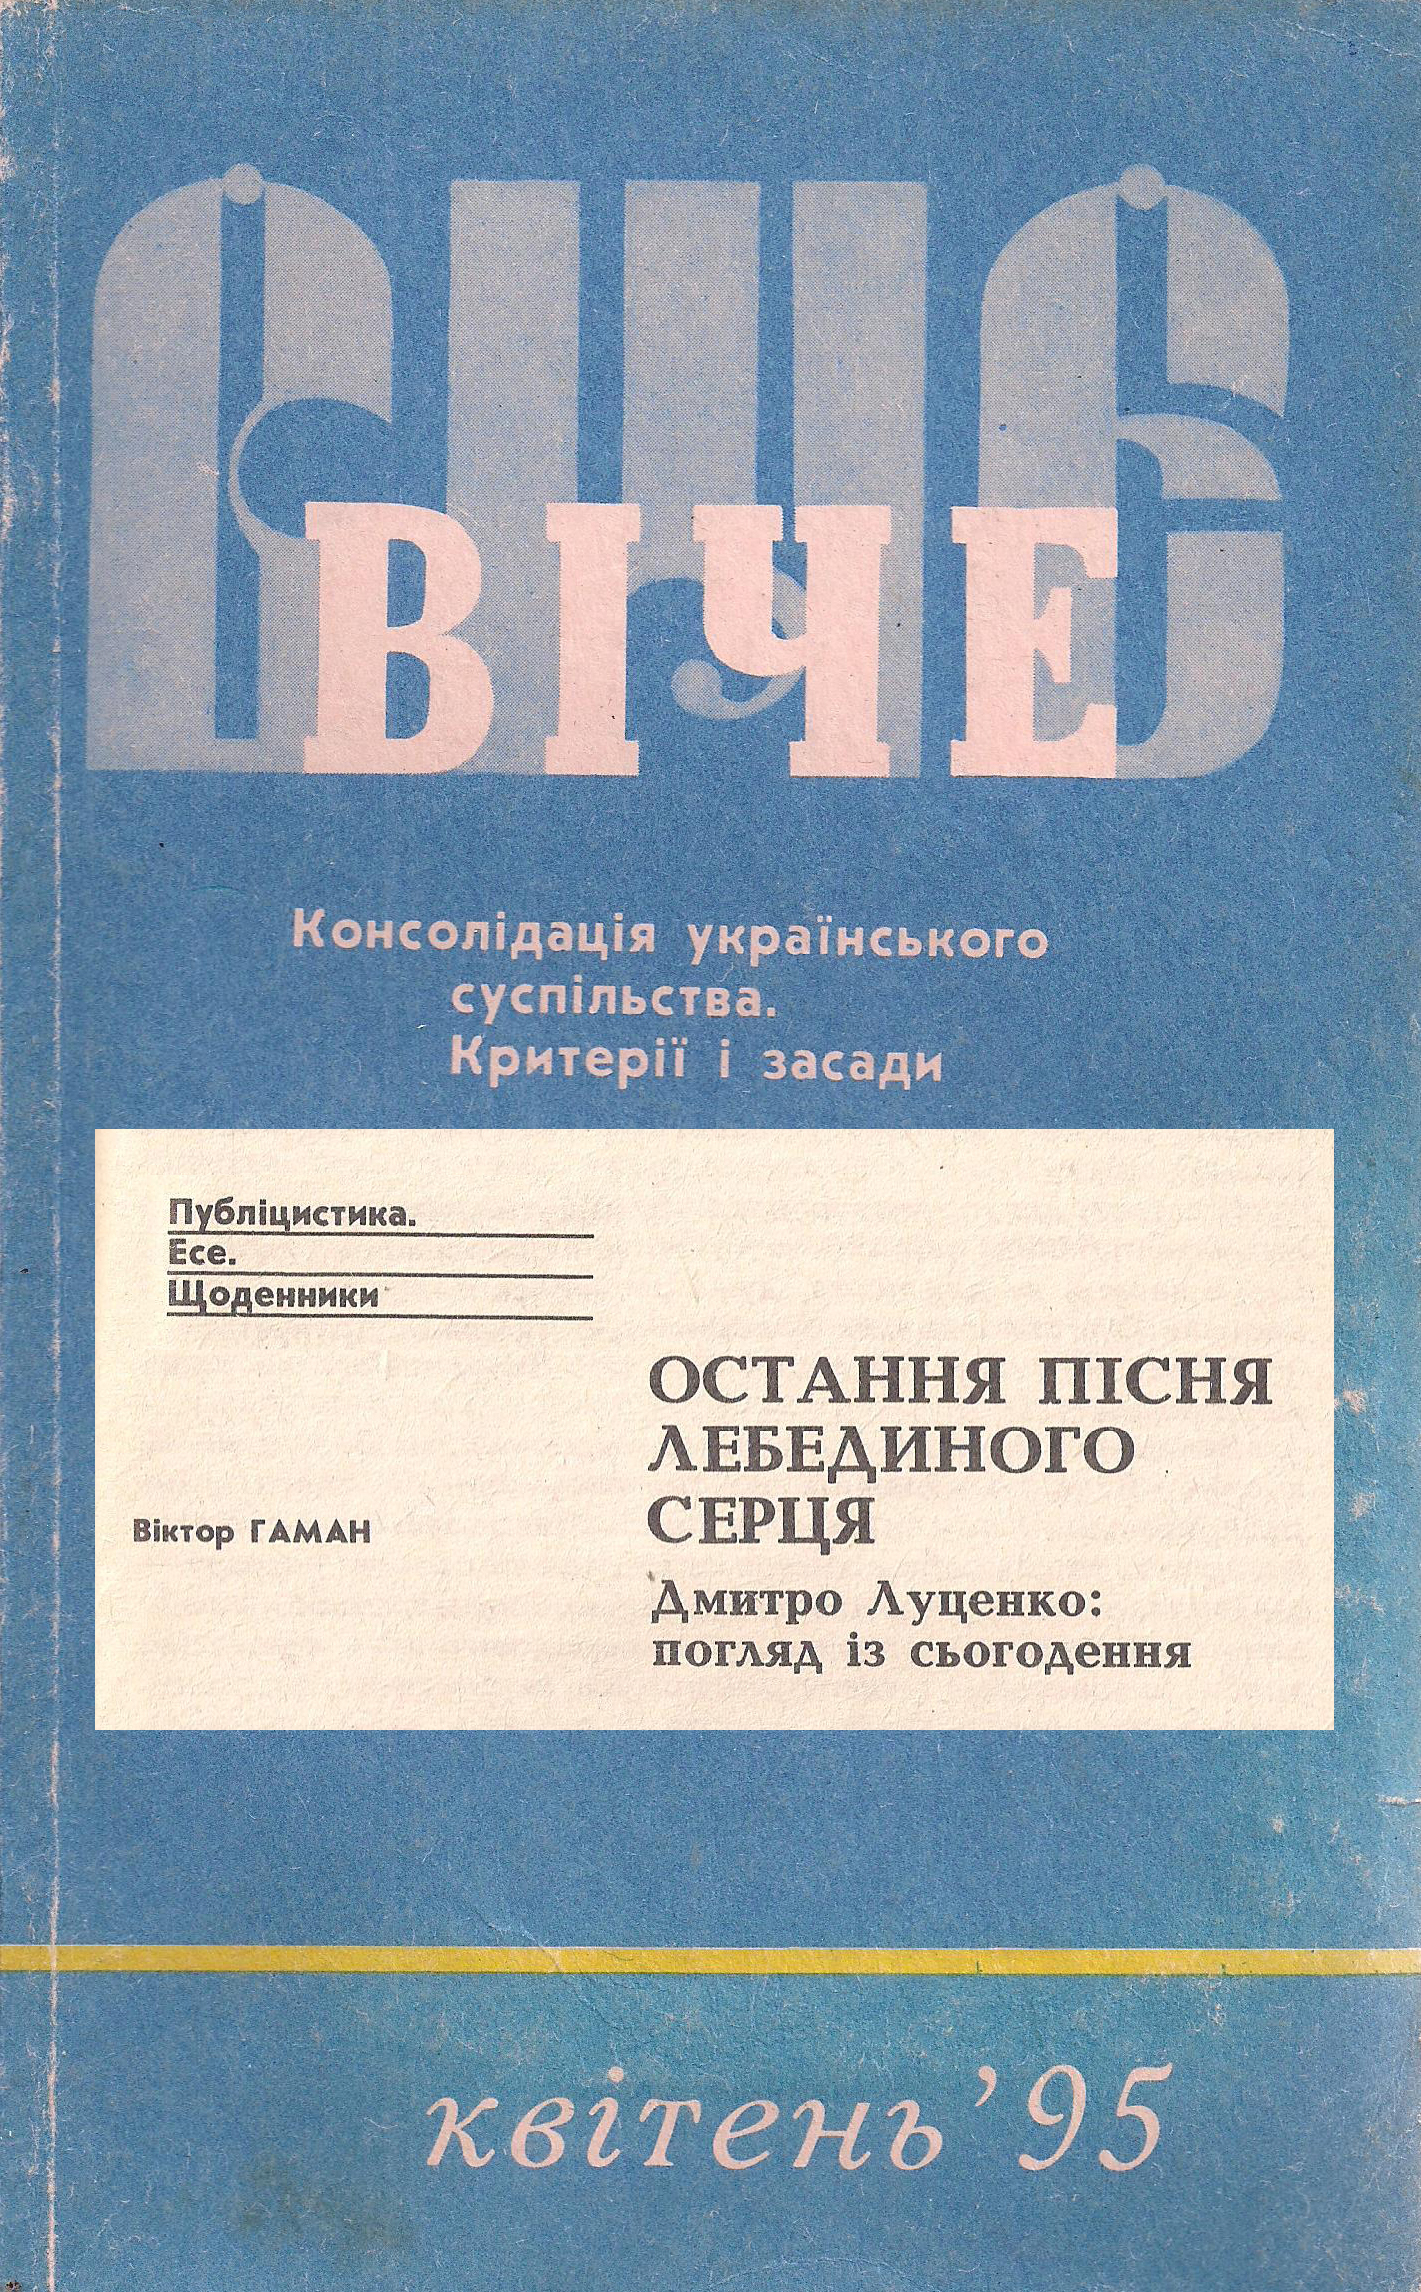 ВІЧЕ
ВІЧЕ
Консолідація українського
суспільства.
Критерії і засади
Публіцистика.
Есе.
Щоденники
ОСТАННЯ ПІСНЯ
ЛЕБЕДИНОГО
СЕРЦЯ
Віктор ГАМАН
Дмитро Луценко:
погляд із сьогодення
квітень '95